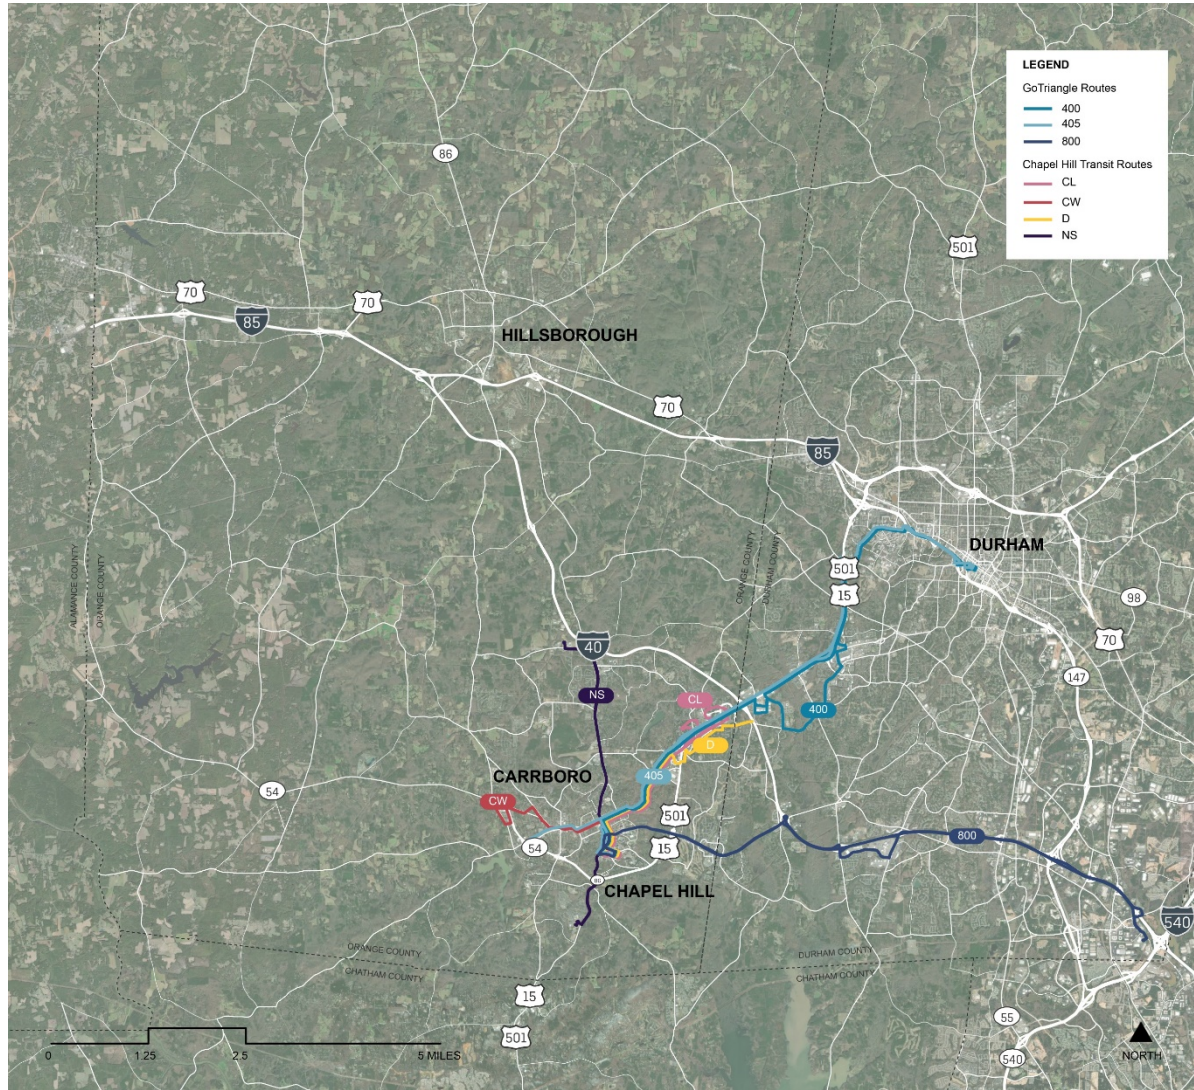 LEGEND
GoTriangle Routes
400
405
800
Chapel Hill Transit Routes
CL
CW
D
NS
86
501
70
70
85
HILLSBOROUGH
70
85
DURHAM
501
15
98
70
147
ALAMANCE COUNTY
ORANGE COUNTY
ORANGE COUNTY
DURHAM COUNTY
40
NS
CL
400
D
405
CARRBORO
CW
54
501
15
54
800
86
CHAPEL HILL
540
ORANGE COUNTY
CHATHAM COUNTY
DURHAM COUNTY
CHATHAM COUNTY
15
501
55
540
0 1.25 2.5 5 MILES
NORTH